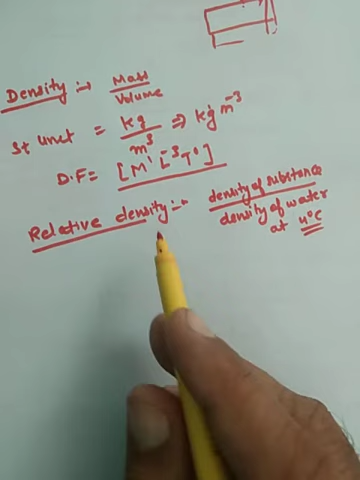 Density :- Mass
Volume
SI unit = kg / m³ ⇒ kg¹ m⁻³
D.F = [M¹ L⁻³ T⁰]
Relative density :- density of substance
density of water
at 4°C